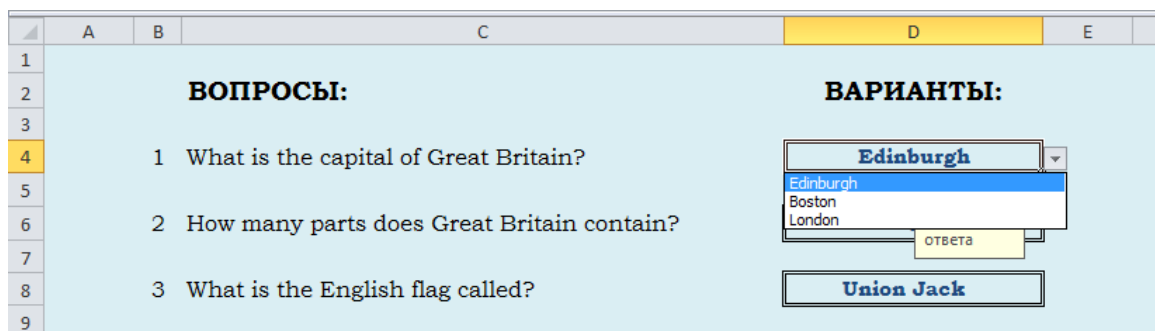 A B C D E
1
2 ВОПРОСЫ: ВАРИАНТЫ:
3
4 1 What is the capital of Great Britain? Edinburgh
5 Edinburgh
Boston
6 2 How many parts does Great Britain contain? London
ответа
7
8 3 What is the English flag called? Union Jack
9